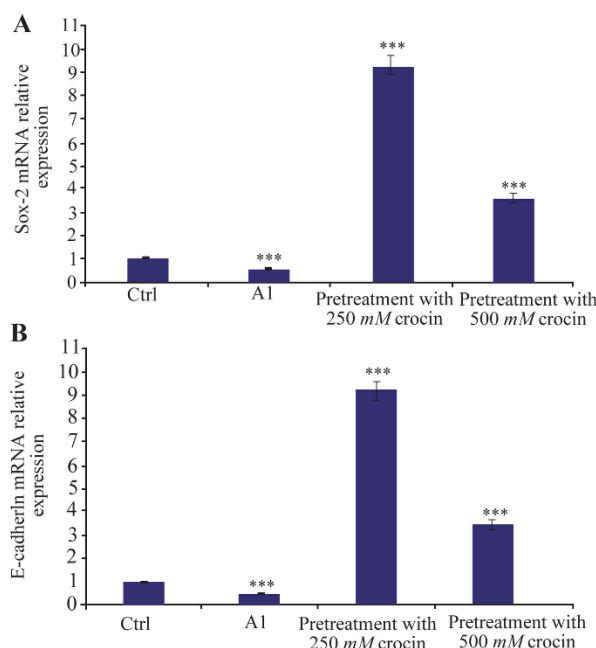 A
Sox-2 mRNA relative
expression
11
10
9
8
7
6
5
4
3
2
1
0
***
***
***
Ctrl
A1
Pretreatment with
250 mM crocin
Pretreatment with
500 mM crocin
B
E-cadherln mRNA relative
expression
11
10
9
8
7
6
5
4
3
2
1
0
***
***
***
Ctrl
A1
Pretreatment with
250 mM crocin
Pretreatment with
500 mM crocin